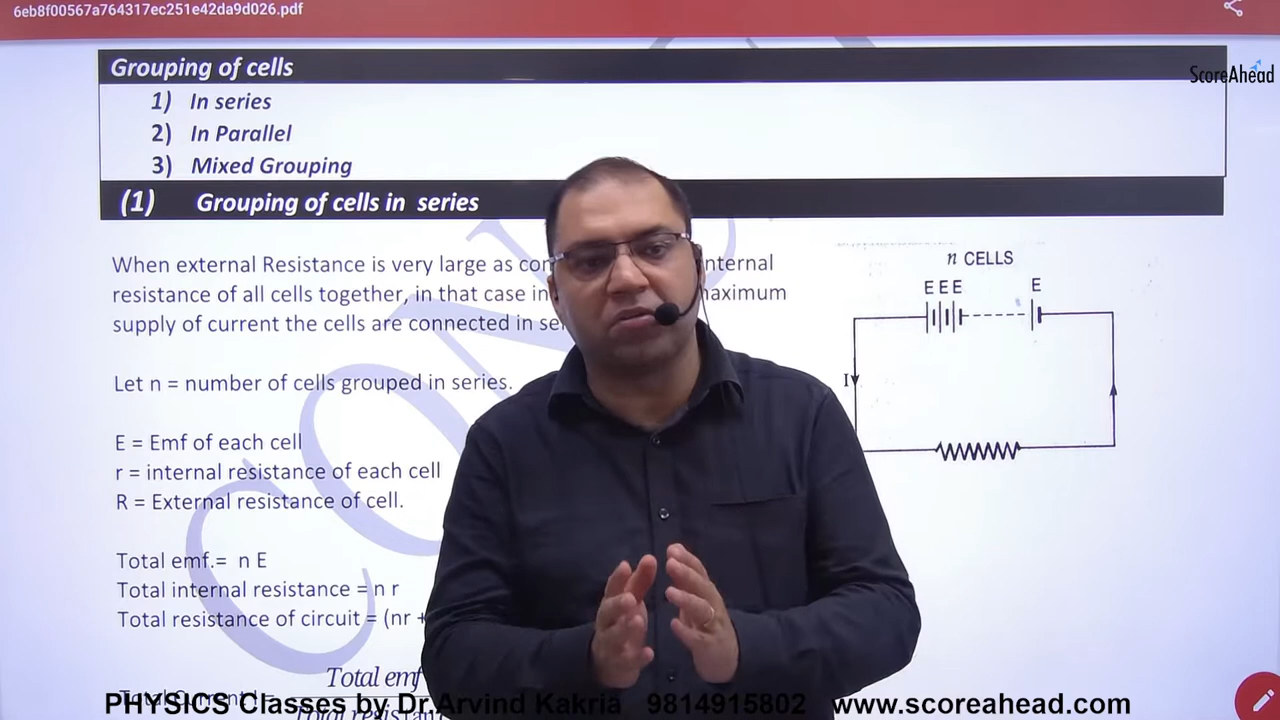 6eb8f00567a764317ec251e42da9d026.pdf
ScoreAhead
Grouping of cells
1) In series
2) In Parallel
3) Mixed Grouping
(1) Grouping of cells in series
When external Resistance is very large as
resistance of all cells together, in that case
supply of current the cells are connected in
n CELLS
E E E E
I
Let n = number of cells grouped in series.
E = Emf of each cell
r = internal resistance of each cell
R = External resistance of cell.
Total emf.= n E
Total internal resistance = n r
Total resistance of circuit = (nr +
Total emf
PHYSICS Classes by Dr.Arvind Kakria 9814915802 www.scoreahead.com